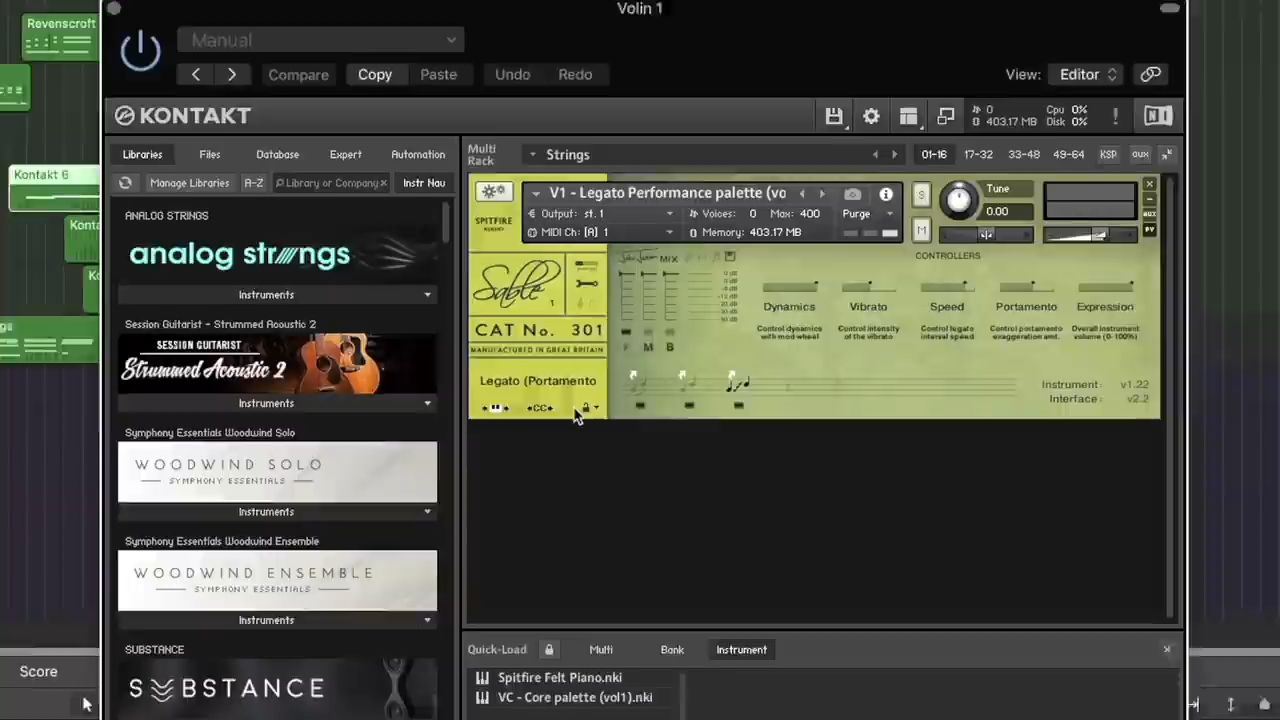 Volin 1
Revenscroft
Manual
Compare
Copy
Paste
Undo
Redo
View:
Editor
KONTAKT
0
403.17 MB
Cpu 0%
Disk 0%
Libraries
Files
Database
Expert
Automation
Multi
Rack
Strings
01-16
17-32
33-48
49-64
KSP
aux
Kontakt 6
Manage Libraries
A-Z
Library or Company
Instr Nav
SPITFIRE
AUDIO
V1 - Legato Performance palette (vo
Output: st. 1
Voices: 0
Max: 400
Purge
MIDI Ch: [A] 1
Memory: 403.17 MB
S
M
Tune
0.00
aux
PV
ANALOG STRINGS
analog strings
Instruments
Konta
Sable
1
CAT No. 301
MANUFACTURED IN GREAT BRITAIN
Legato (Portamento
CC
MIX
M
B
CONTROLLERS
Dynamics
Vibrato
Speed
Portamento
Expression
Control dynamics
with mod wheel
Control intensity
of the vibrato
Control legato
interval speed
Control portamento
exaggeration amt.
Overall instrument
volume (0-100%)
Instrument: v1.22
Interface: v2.2
Session Guitarist - Strummed Acoustic 2
SESSION GUITARIST
Strummed Acoustic 2
Instruments
Symphony Essentials Woodwind Solo
WOODWIND SOLO
SYMPHONY ESSENTIALS
Instruments
Symphony Essentials Woodwind Ensemble
WOODWIND ENSEMBLE
SYMPHONY ESSENTIALS
Instruments
SUBSTANCE
SUBSTANCE
Score
Quick-Load
Multi
Bank
Instrument
Spitfire Felt Piano.nki
VC - Core palette (vol1).nki